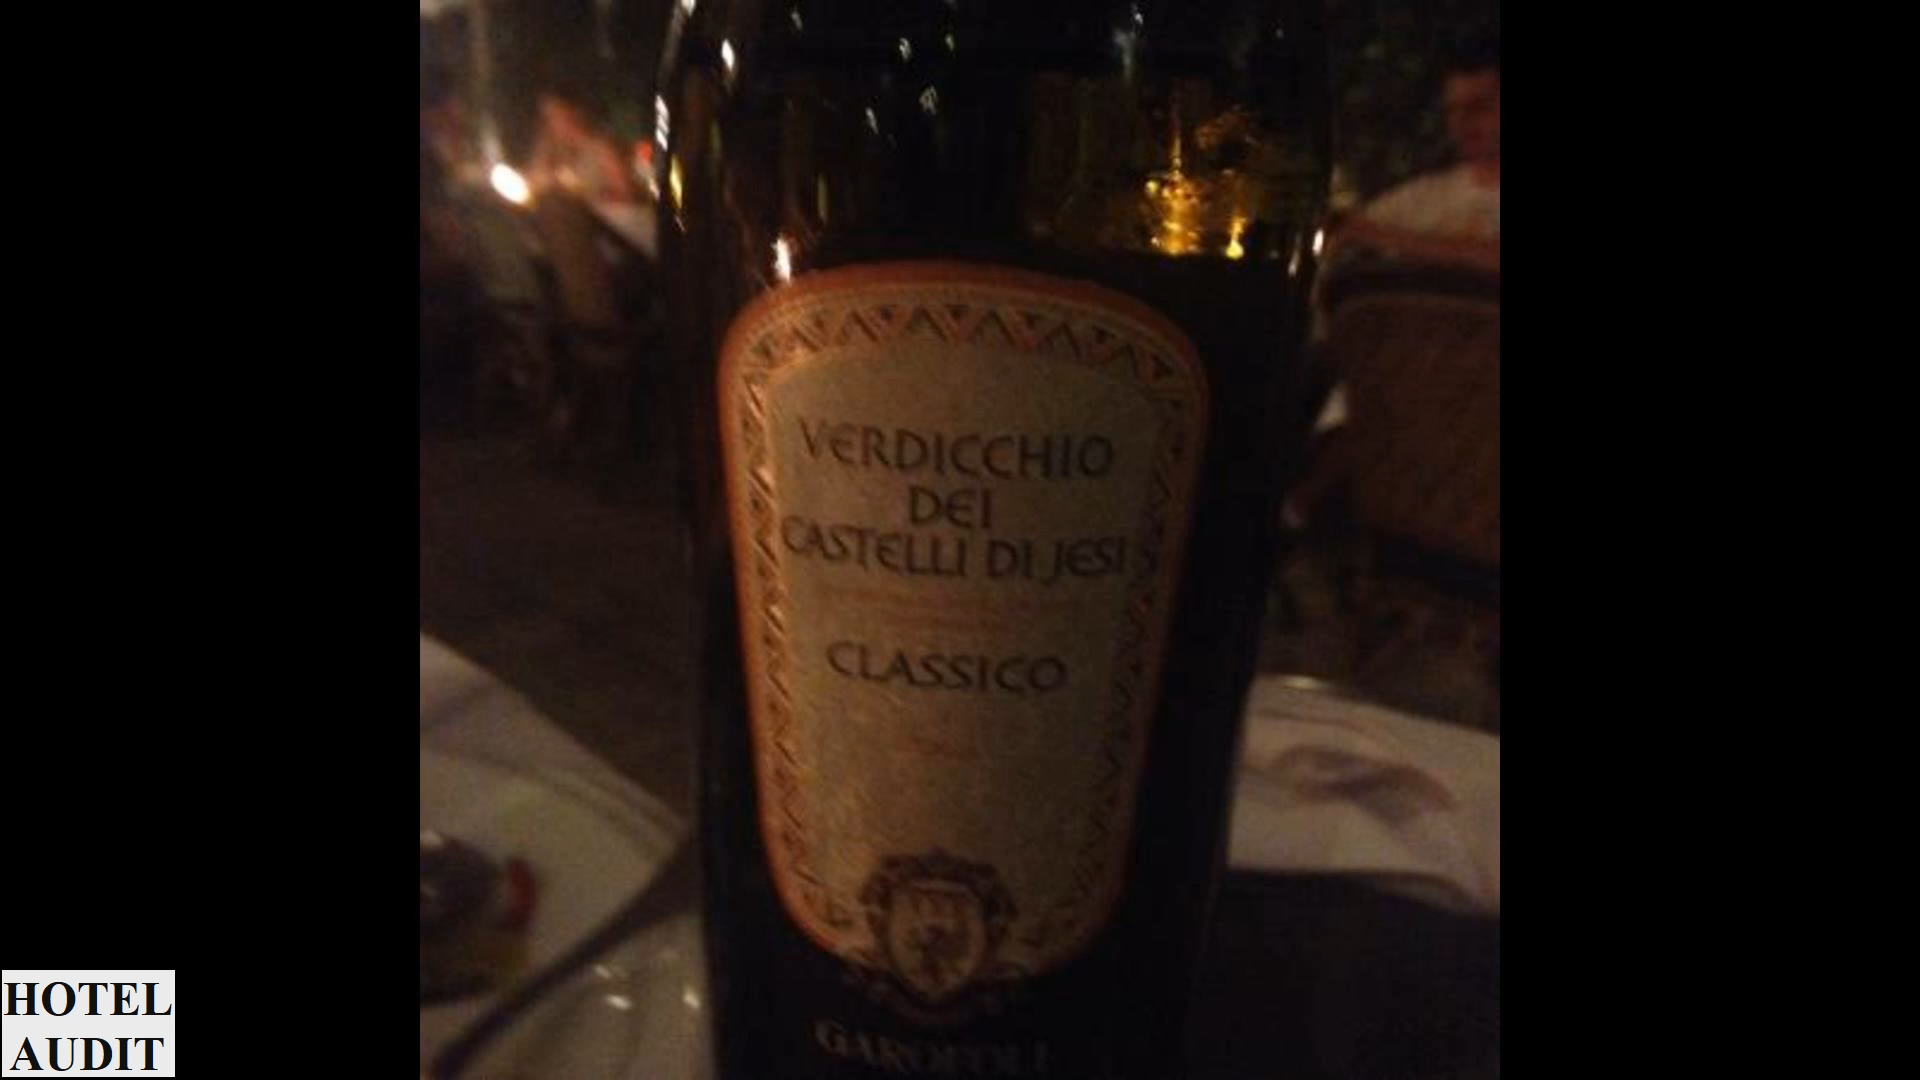 VERDICCHIO
DEI
CASTELLI DI JESI
CLASSICO
HOTEL
AUDIT